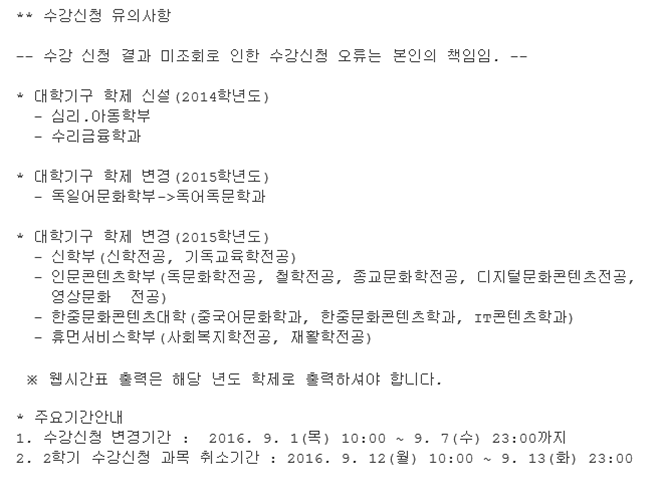 ** 수강신청 유의사항
-- 수강 신청 결과 미조회로 인한 수강신청 오류는 본인의 책임임. --
* 대학기구 학제 신설(2014학년도)
- 심리.아동학부
- 수리금융학과
* 대학기구 학제 변경(2015학년도)
- 독일어문화학부->독어독문학과
* 대학기구 학제 변경(2015학년도)
- 신학부(신학전공, 기독교육학전공)
- 인문콘텐츠학부(독문화학전공, 철학전공, 종교문화학전공, 디지털문화콘텐츠전공,
영상문화 전공)
- 한중문화콘텐츠대학(중국어문화학과, 한중문화콘텐츠학과, IT콘텐츠학과)
- 휴먼서비스학부(사회복지학전공, 재활학전공)
※ 웹시간표 출력은 해당 년도 학제로 출력하셔야 합니다.
* 주요기간안내
1. 수강신청 변경기간 : 2016. 9. 1(목) 10:00 ~ 9. 7(수) 23:00까지
2. 2학기 수강신청 과목 취소기간 : 2016. 9. 12(월) 10:00 ~ 9. 13(화) 23:00